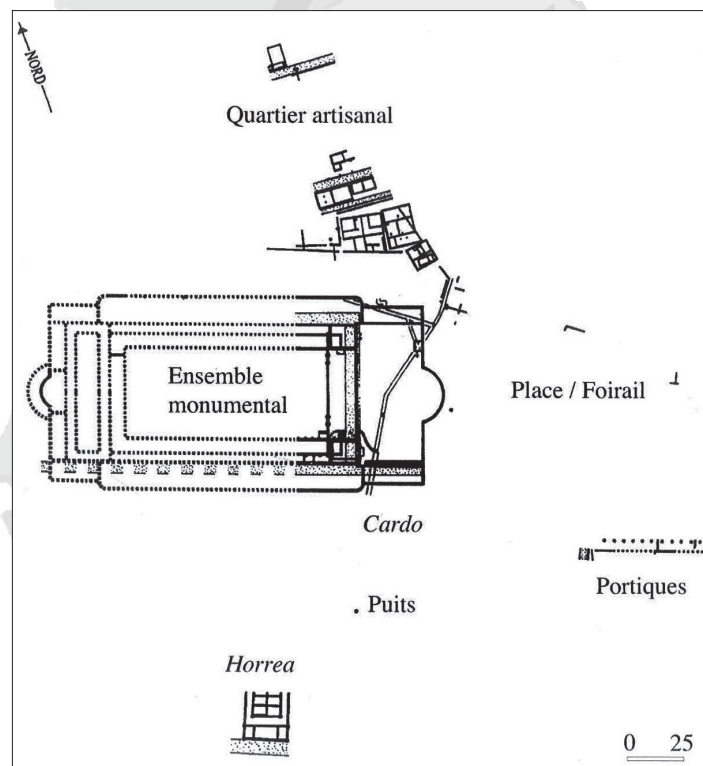 NORD
Quartier artisanal
Ensemble
monumental
Place / Foirail
Cardo
Portiques
Puits
Horrea
0 25